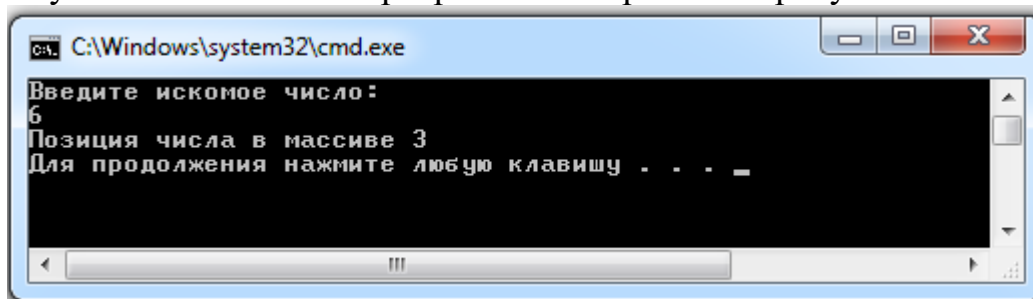 C:\Windows\system32\cmd.exe
Введите искомое число:
6
Позиция числа в массиве 3
Для продолжения нажмите любую клавишу . . . _